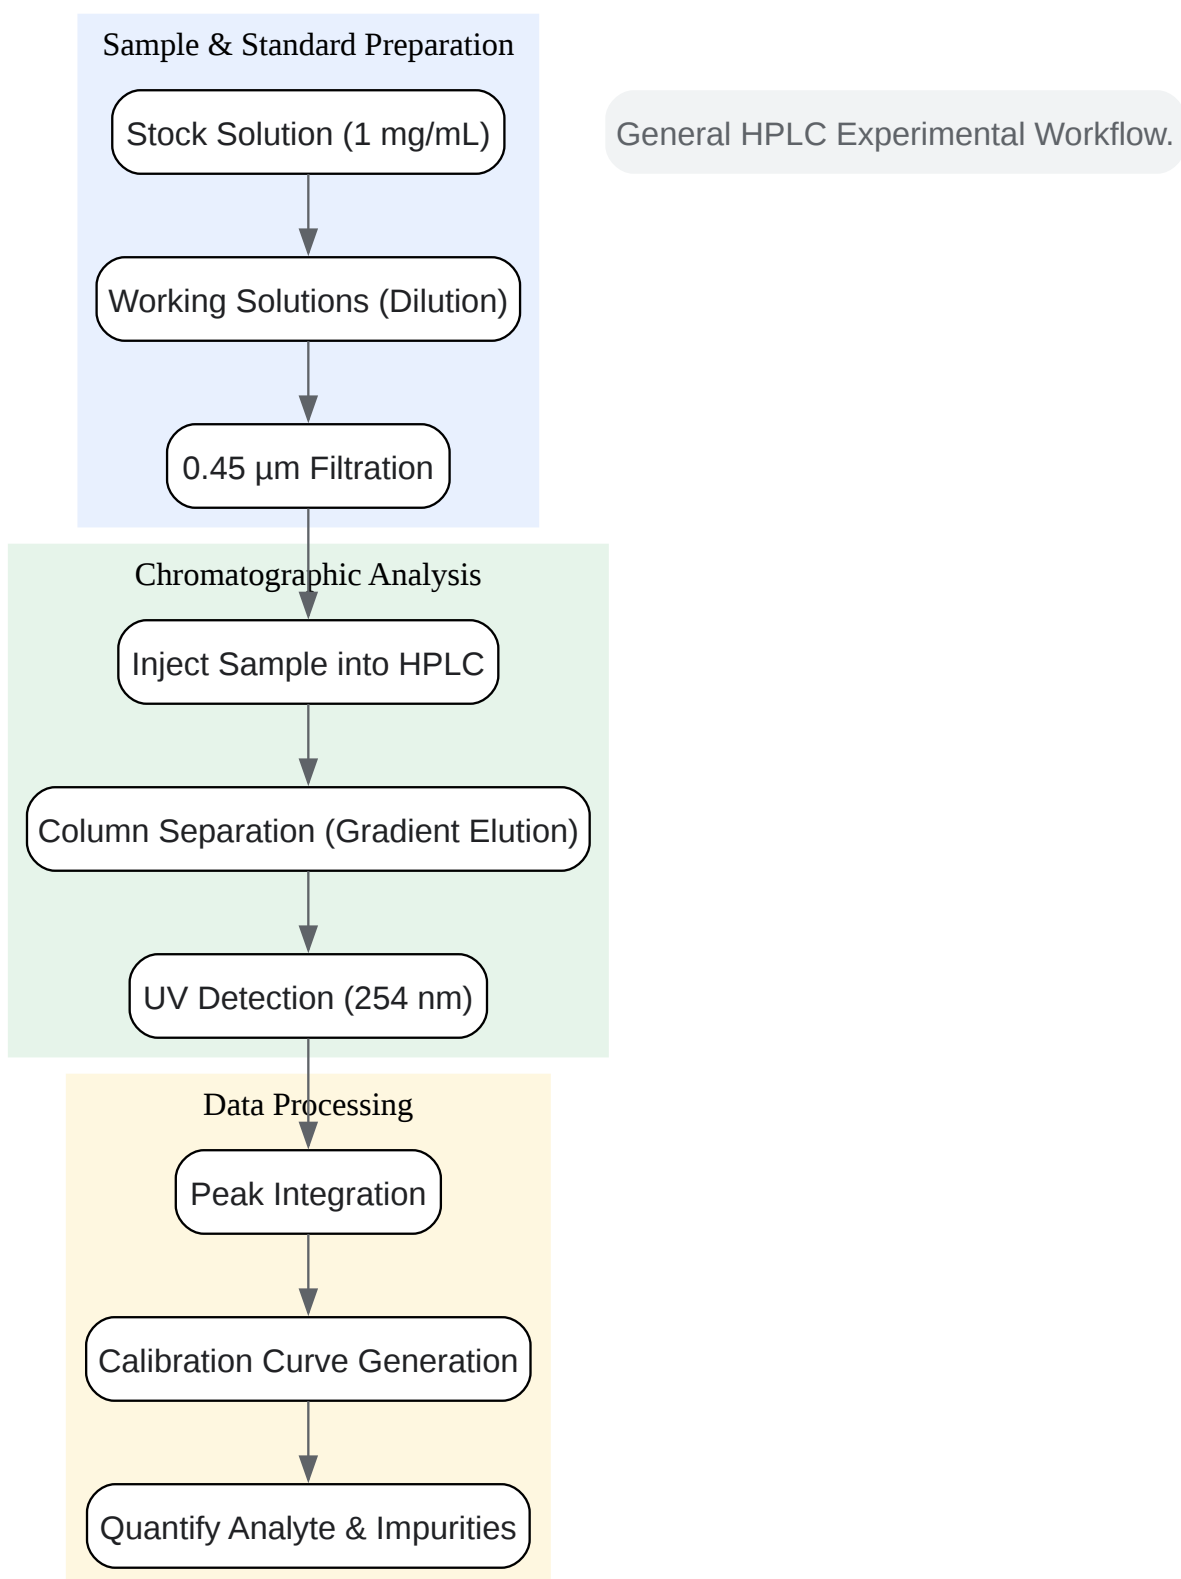 Sample & Standard Preparation
Stock Solution (1 mg/mL)
General HPLC Experimental Workflow.
Working Solutions (Dilution)
0.45 µm Filtration
Chromatographic Analysis
Inject Sample into HPLC
Column Separation (Gradient Elution)
UV Detection (254 nm)
Data Processing
Peak Integration
Calibration Curve Generation
Quantify Analyte & Impurities